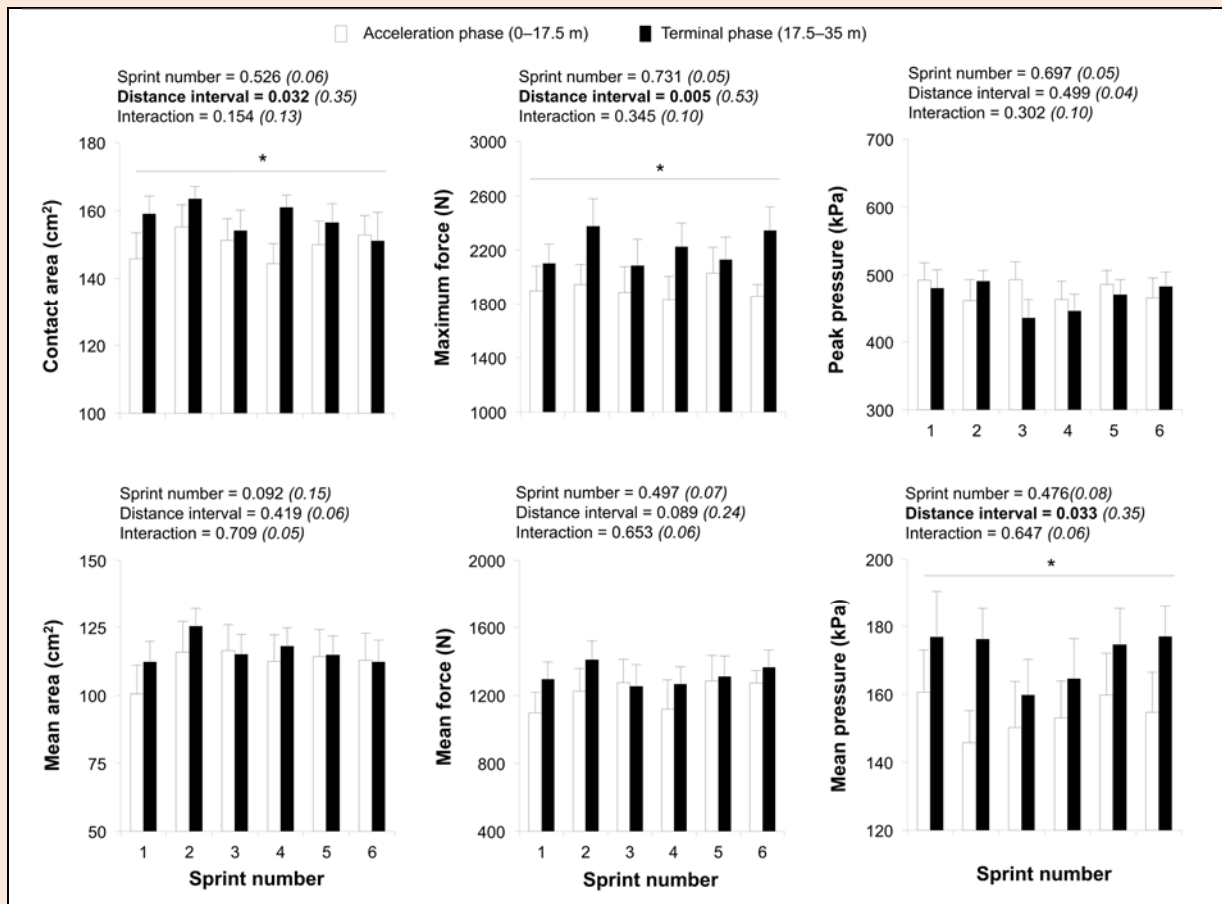 Acceleration phase (0–17.5 m) Terminal phase (17.5–35 m)
Sprint number = 0.526 (0.06)
Distance interval = 0.032 (0.35)
Interaction = 0.154 (0.13)
180
160
140
120
100
Contact area (cm²)
*
Sprint number = 0.731 (0.05)
Distance interval = 0.005 (0.53)
Interaction = 0.345 (0.10)
3000
2600
2200
1800
1400
1000
Maximum force (N)
*
Sprint number = 0.697 (0.05)
Distance interval = 0.499 (0.04)
Interaction = 0.302 (0.10)
700
600
500
400
300
Peak pressure (kPa)
1 2 3 4 5 6
Sprint number = 0.092 (0.15)
Distance interval = 0.419 (0.06)
Interaction = 0.709 (0.05)
150
125
100
75
50
Mean area (cm²)
1 2 3 4 5 6
Sprint number
Sprint number = 0.497 (0.07)
Distance interval = 0.089 (0.24)
Interaction = 0.653 (0.06)
2000
1600
1200
800
400
Mean force (N)
1 2 3 4 5 6
Sprint number
Sprint number = 0.476(0.08)
Distance interval = 0.033 (0.35)
Interaction = 0.647 (0.06)
200
180
160
140
120
Mean pressure (kPa)
*
1 2 3 4 5 6
Sprint number